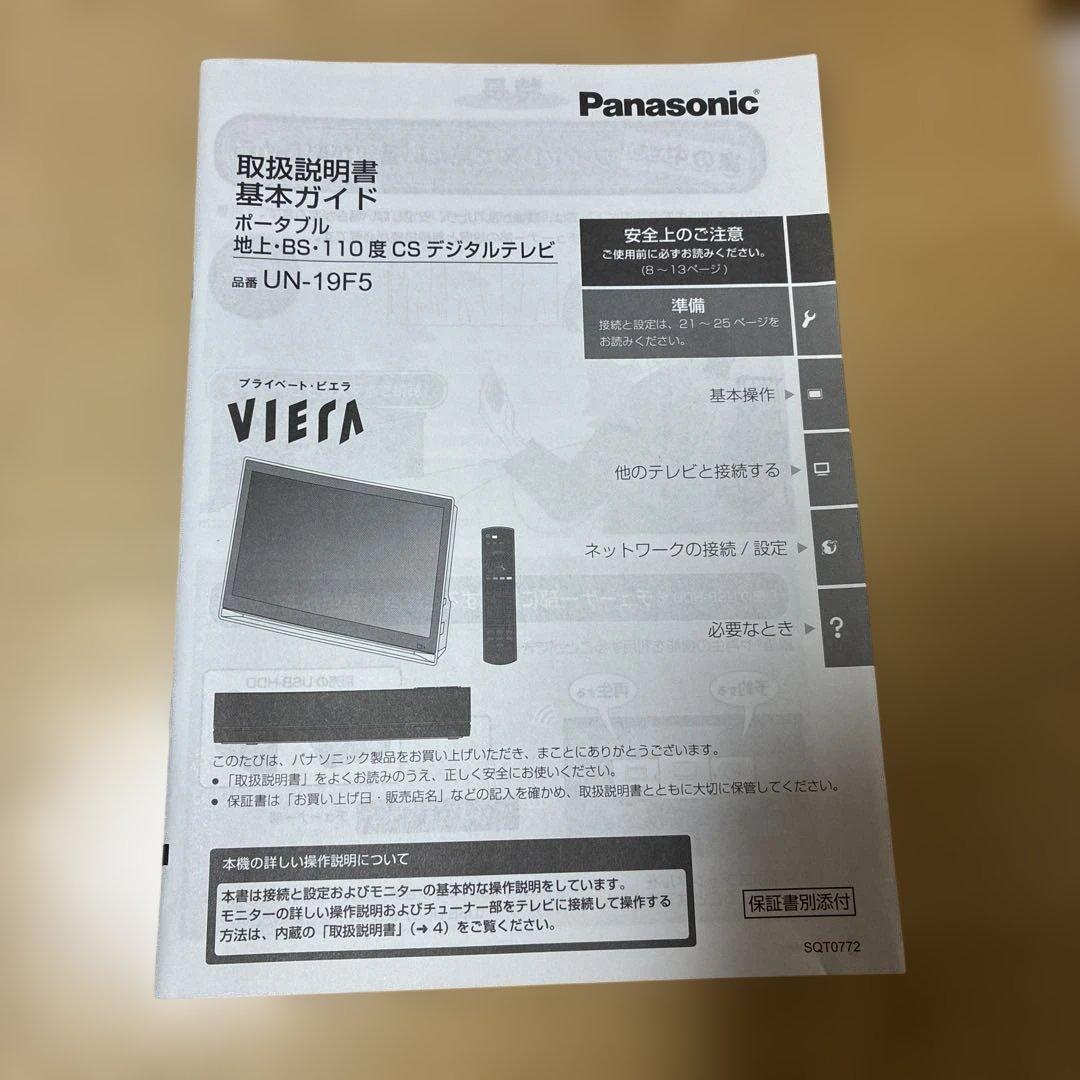 Panasonic®
取扱説明書
基本ガイド
ポータブル
地上・BS・110度CSデジタルテレビ
品番 UN-19F5
安全上のご注意
ご使用前に必ずお読みください。
(8～13ページ)
準備
接続と設定は、21～25ページを
お読みください。
プライベート・ビエラ
VIERA
基本操作
他のテレビと接続する
ネットワークの接続/設定
必要なとき
?
このたびは、パナソニック製品をお買い上げいただき、まことにありがとうございます。
● 「取扱説明書」をよくお読みのうえ、正しく安全にお使いください。
● 保証書は「お買い上げ日・販売店名」などの記入を確かめ、取扱説明書とともに大切に保管してください。
本機の詳しい操作説明について
本書は接続と設定およびモニターの基本的な操作説明をしています。
モニターの詳しい操作説明およびチューナー部をテレビに接続して操作する
方法は、内蔵の「取扱説明書」(➜4)をご覧ください。
保証書別添付
SQT0772